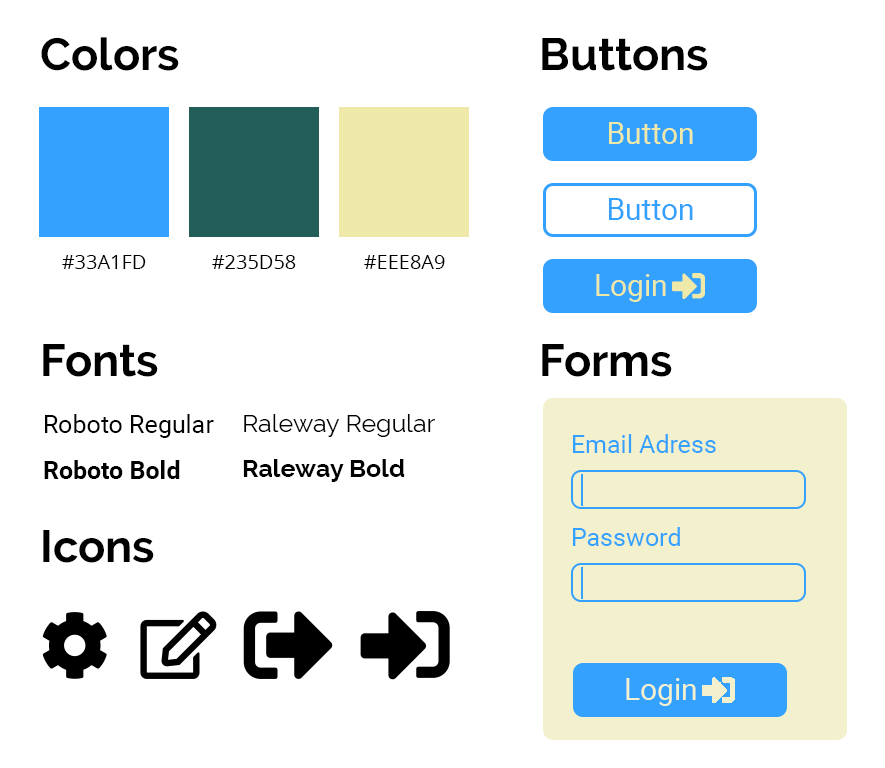 Colors
#33A1FD
#235D58
#EEE8A9
Fonts
Roboto Regular
Raleway Regular
Roboto Bold
Raleway Bold
Icons
Buttons
Button
Button
Login
Forms
Email Adress
Password
Login